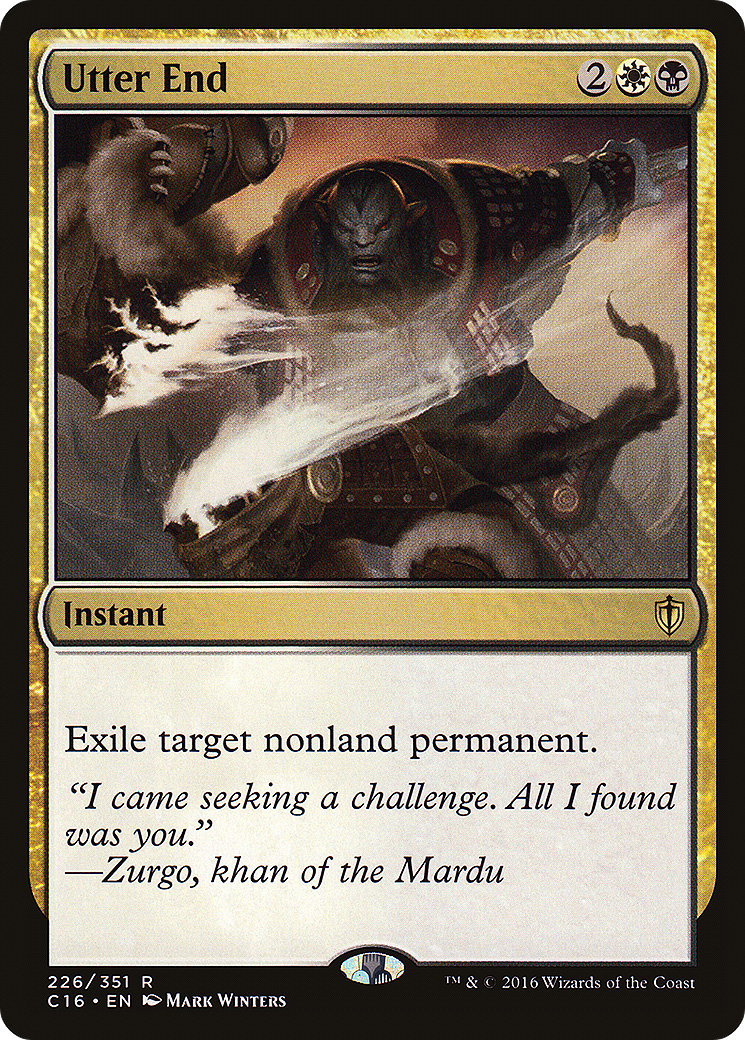 Utter End 2
Instant
Exile target nonland permanent.
“I came seeking a challenge. All I found
was you.”
—Zurgo, khan of the Mardu
226/351 R
C16 • EN Mark Winters
™ & © 2016 Wizards of the Coast